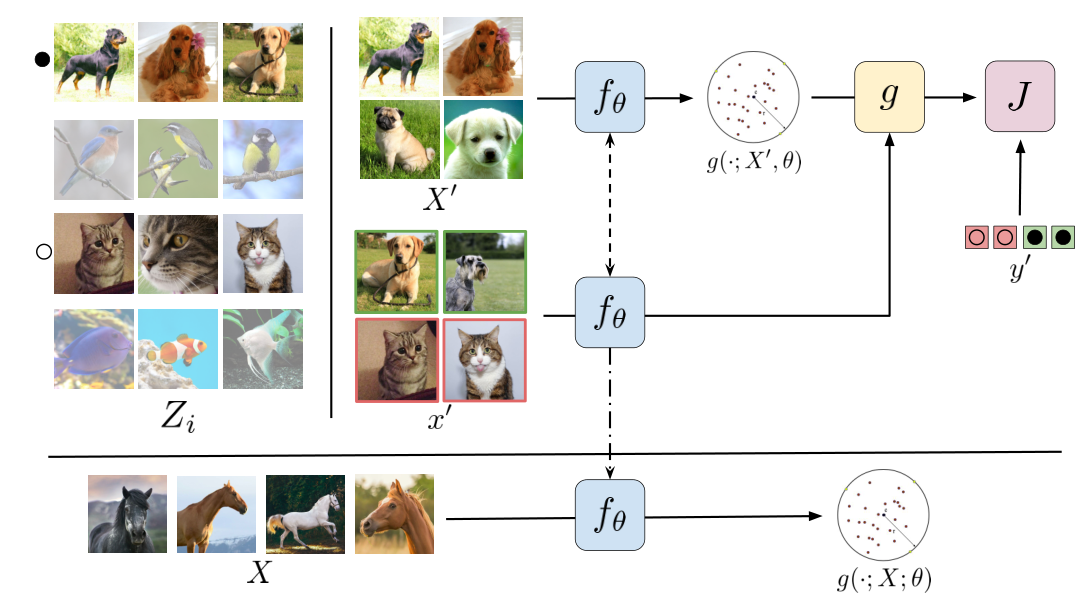 Z_i
X′
x′
f_θ
g(·; X′, θ)
g
J
y′
f_θ
X
f_θ
g(·; X; θ)